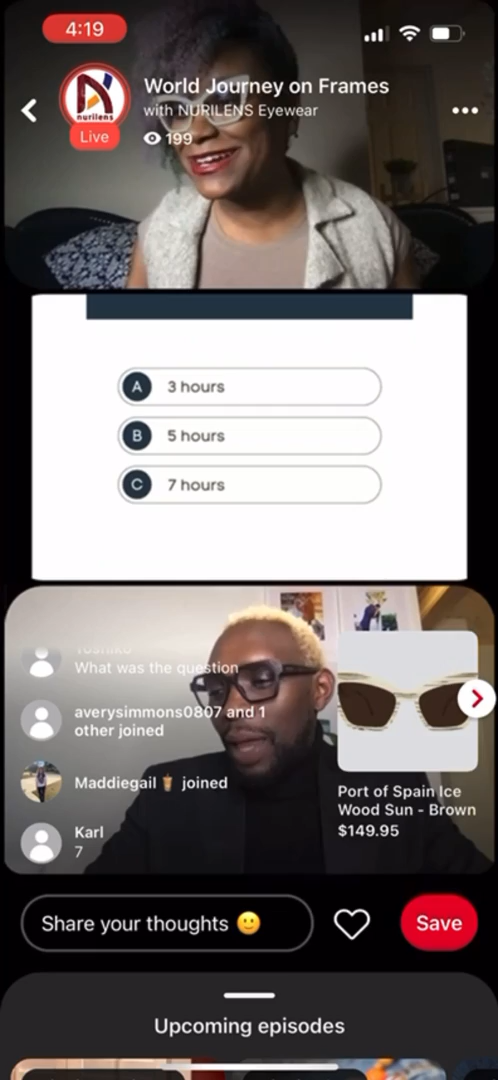 4:19
World Journey on Frames
nurilens
with NURILENS Eyewear
Live
199
A 3 hours
B 5 hours
C 7 hours
Yoshiko
What was the question
averysimmons0807 and 1
other joined
Maddiegail 🧋 joined
Karl
7
Port of Spain Ice
Wood Sun - Brown
$149.95
Share your thoughts 🙂
Save
Upcoming episodes